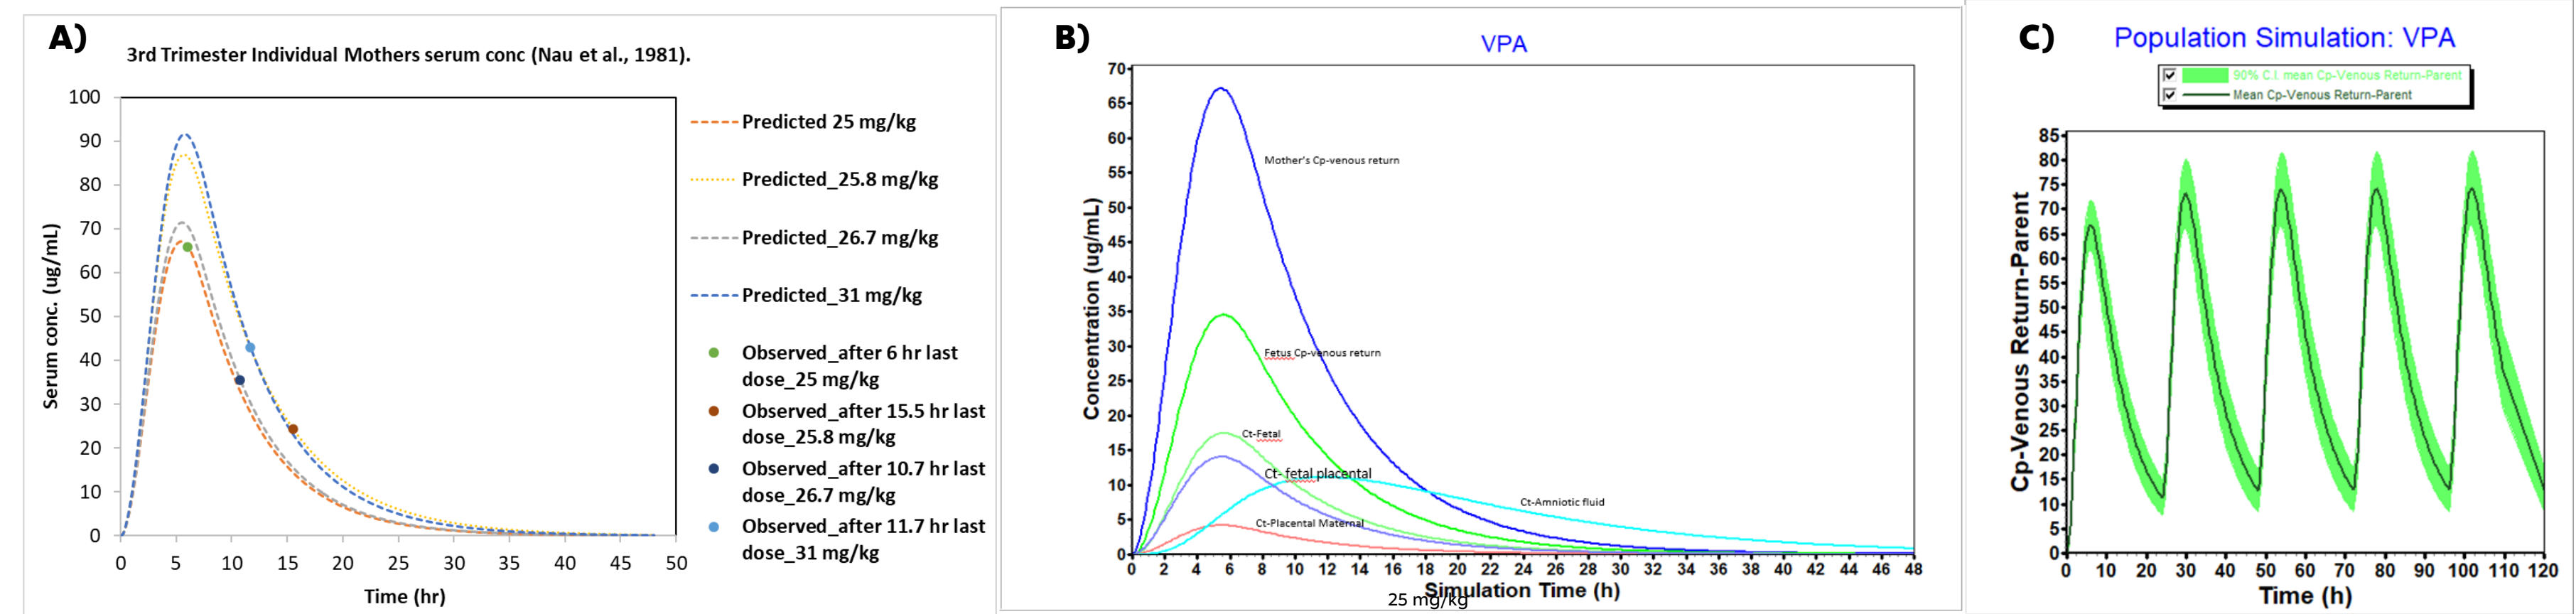 A)
3rd Trimester Individual Mothers serum conc (Nau et al., 1981).
100
90
80
70
60
50
40
30
20
10
0
Serum conc. (ug/mL)
0 5 10 15 20 25 30 35 40 45 50
Time (hr)
Predicted 25 mg/kg
Predicted_25.8 mg/kg
Predicted_26.7 mg/kg
Predicted_31 mg/kg
Observed_after 6 hr last
dose_25 mg/kg
Observed_after 15.5 hr last
dose_25.8 mg/kg
Observed_after 10.7 hr last
dose_26.7 mg/kg
Observed_after 11.7 hr last
dose_31 mg/kg
B)
VPA
70
65
60
55
50
45
40
35
30
25
20
15
10
5
0
Concentration (ug/mL)
Mother's Cp-venous return
Fetus Cp-venous return
Ct-Fetal
Ct- fetal placental
Ct-Amniotic fluid
Ct-Placental Maternal
0 2 4 6 8 10 12 14 16 18 20 22 24 26 28 30 32 34 36 38 40 42 44 46 48
Simulation Time (h)
25 mg/kg
C)
Population Simulation: VPA
90% C.I. mean Cp-Venous Return-Parent
Mean Cp-Venous Return-Parent
85
80
75
70
65
60
55
50
45
40
35
30
25
20
15
10
5
0
Cp-Venous Return-Parent
0 10 20 30 40 50 60 70 80 90 100 110 120
Time (h)